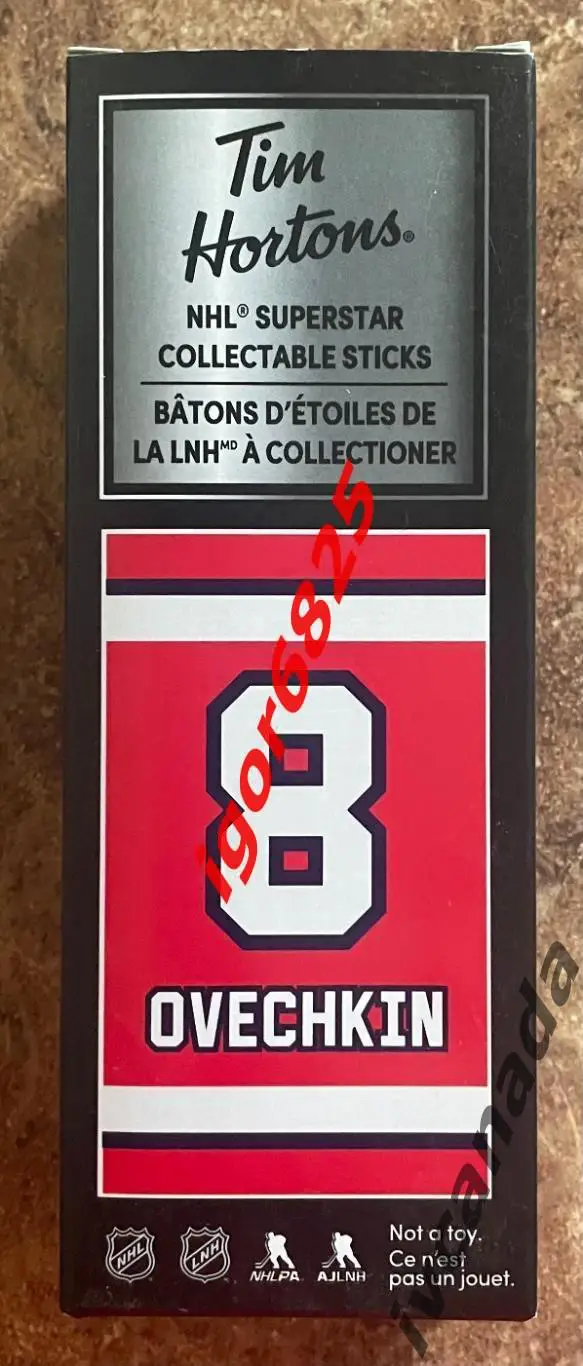 Tim
Hortons®
NHL® SUPERSTAR
COLLECTABLE STICKS
BÂTONS D'ÉTOILES DE
LA LNHᴹᴰ À COLLECTIONER
igor6825
8
OVECHKIN
NHL
LNH
NHLPA
AJLNH
Not a toy.
Ce n'est
pas un jouet.
ivcanada